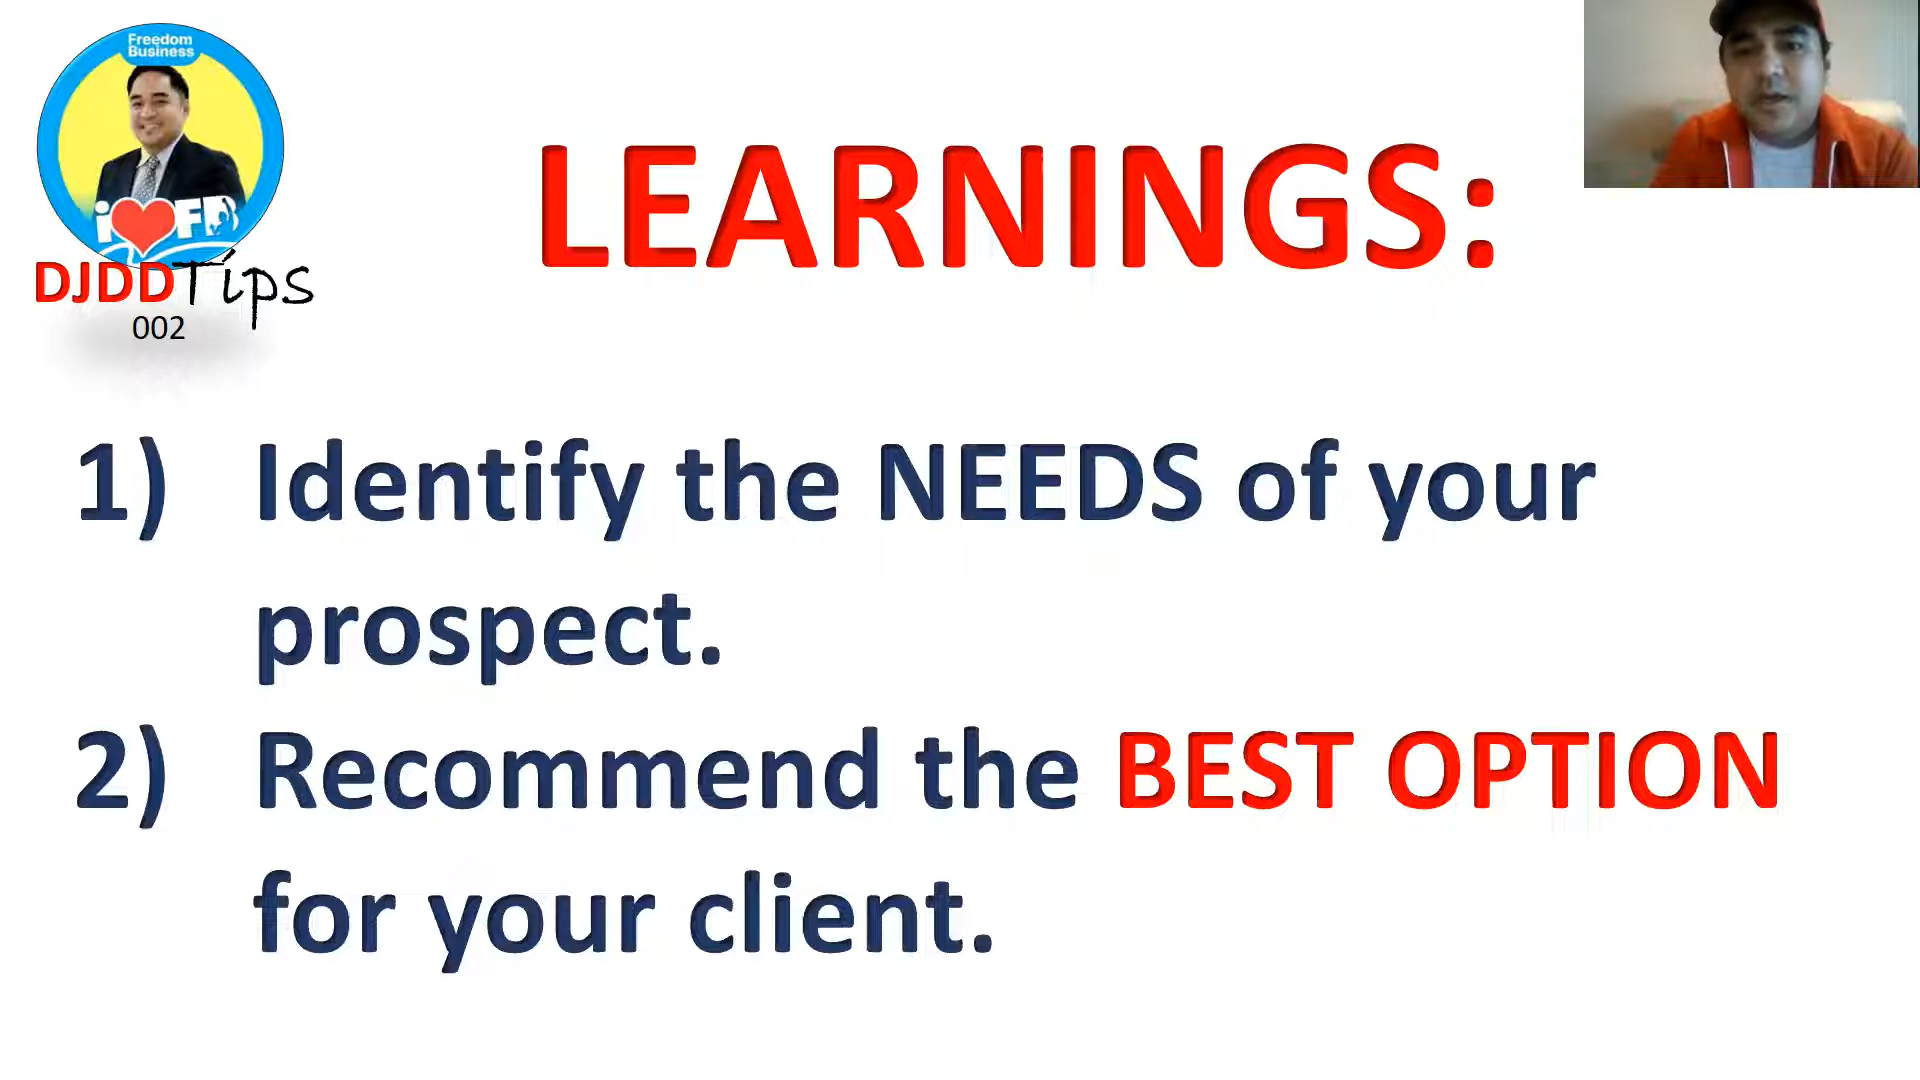 Freedom
Business
i FB
DJDDTips
002
LEARNINGS:
1) Identify the NEEDS of your
prospect.
2) Recommend the BEST OPTION
for your client.